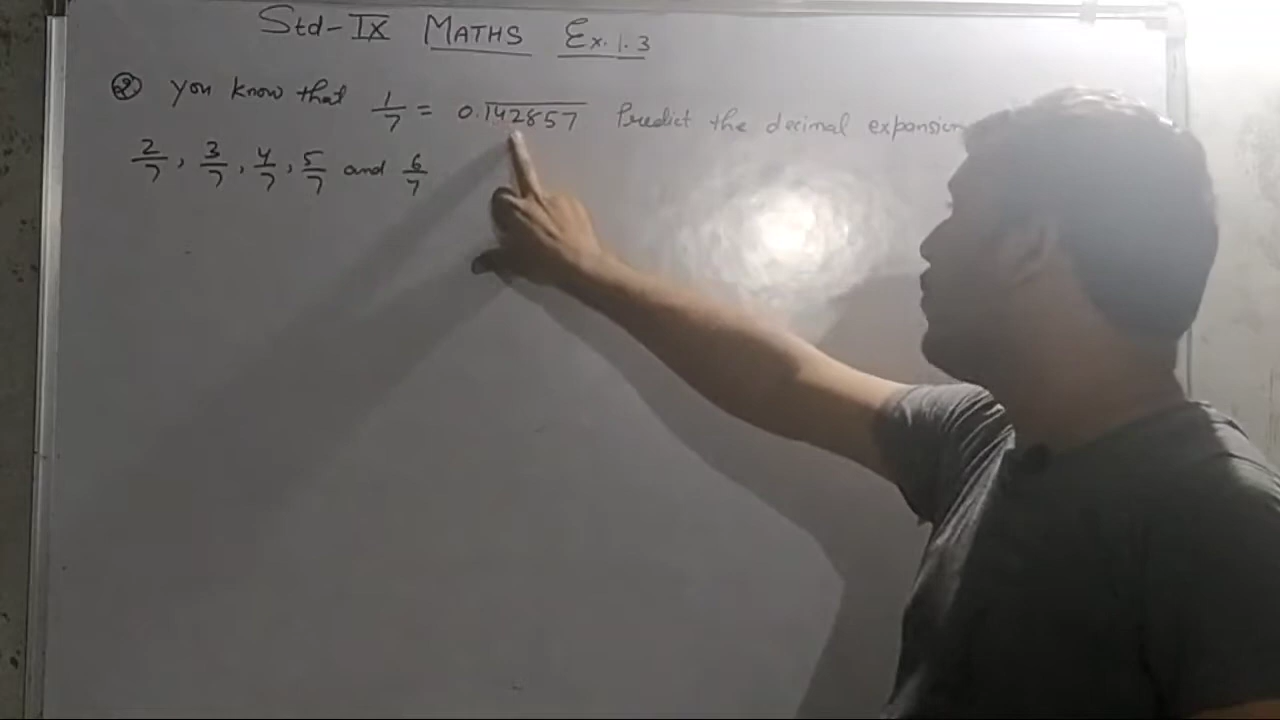 Std-IX MATHS Ex. 1.3
Q you know that 1/7 = 0.142857 Predict the decimal expansion
2/7, 3/7, 4/7, 5/7 and 6/7